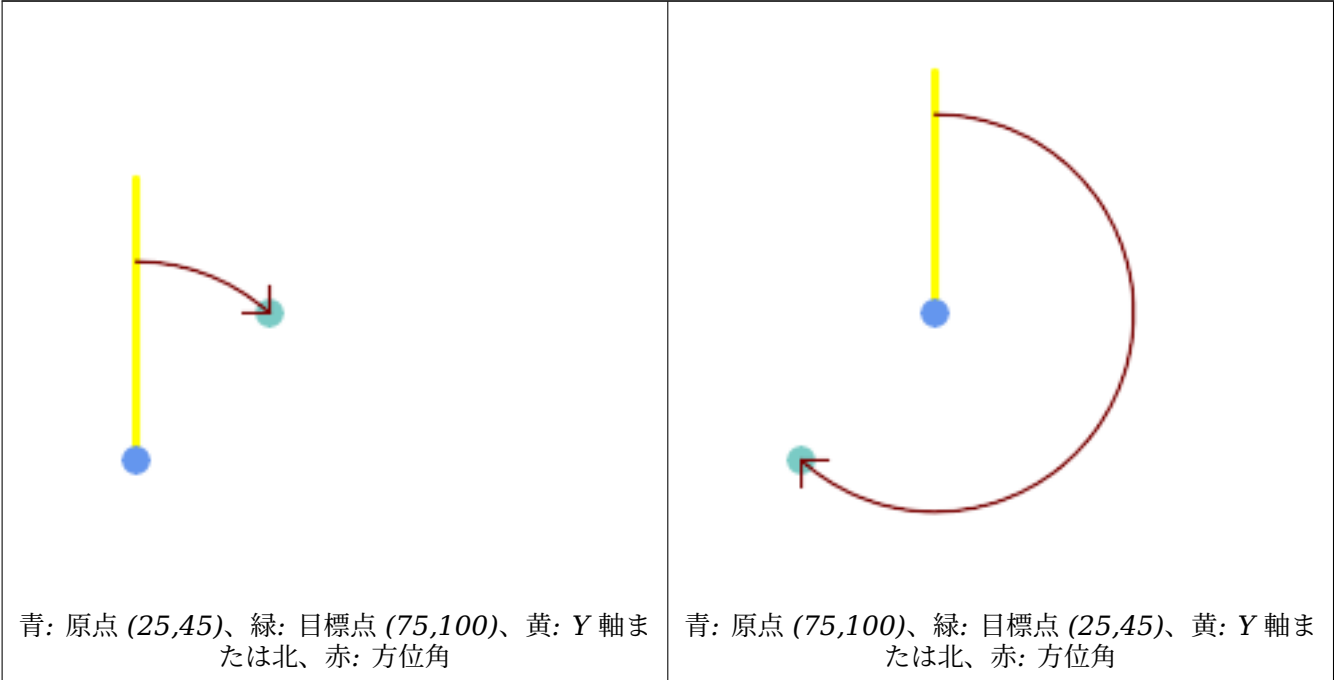 青: 原点 (25,45)、緑: 目標点 (75,100)、黄: Y 軸ま
たは北、赤: 方位角
青: 原点 (75,100)、緑: 目標点 (25,45)、黄: Y 軸ま
たは北、赤: 方位角